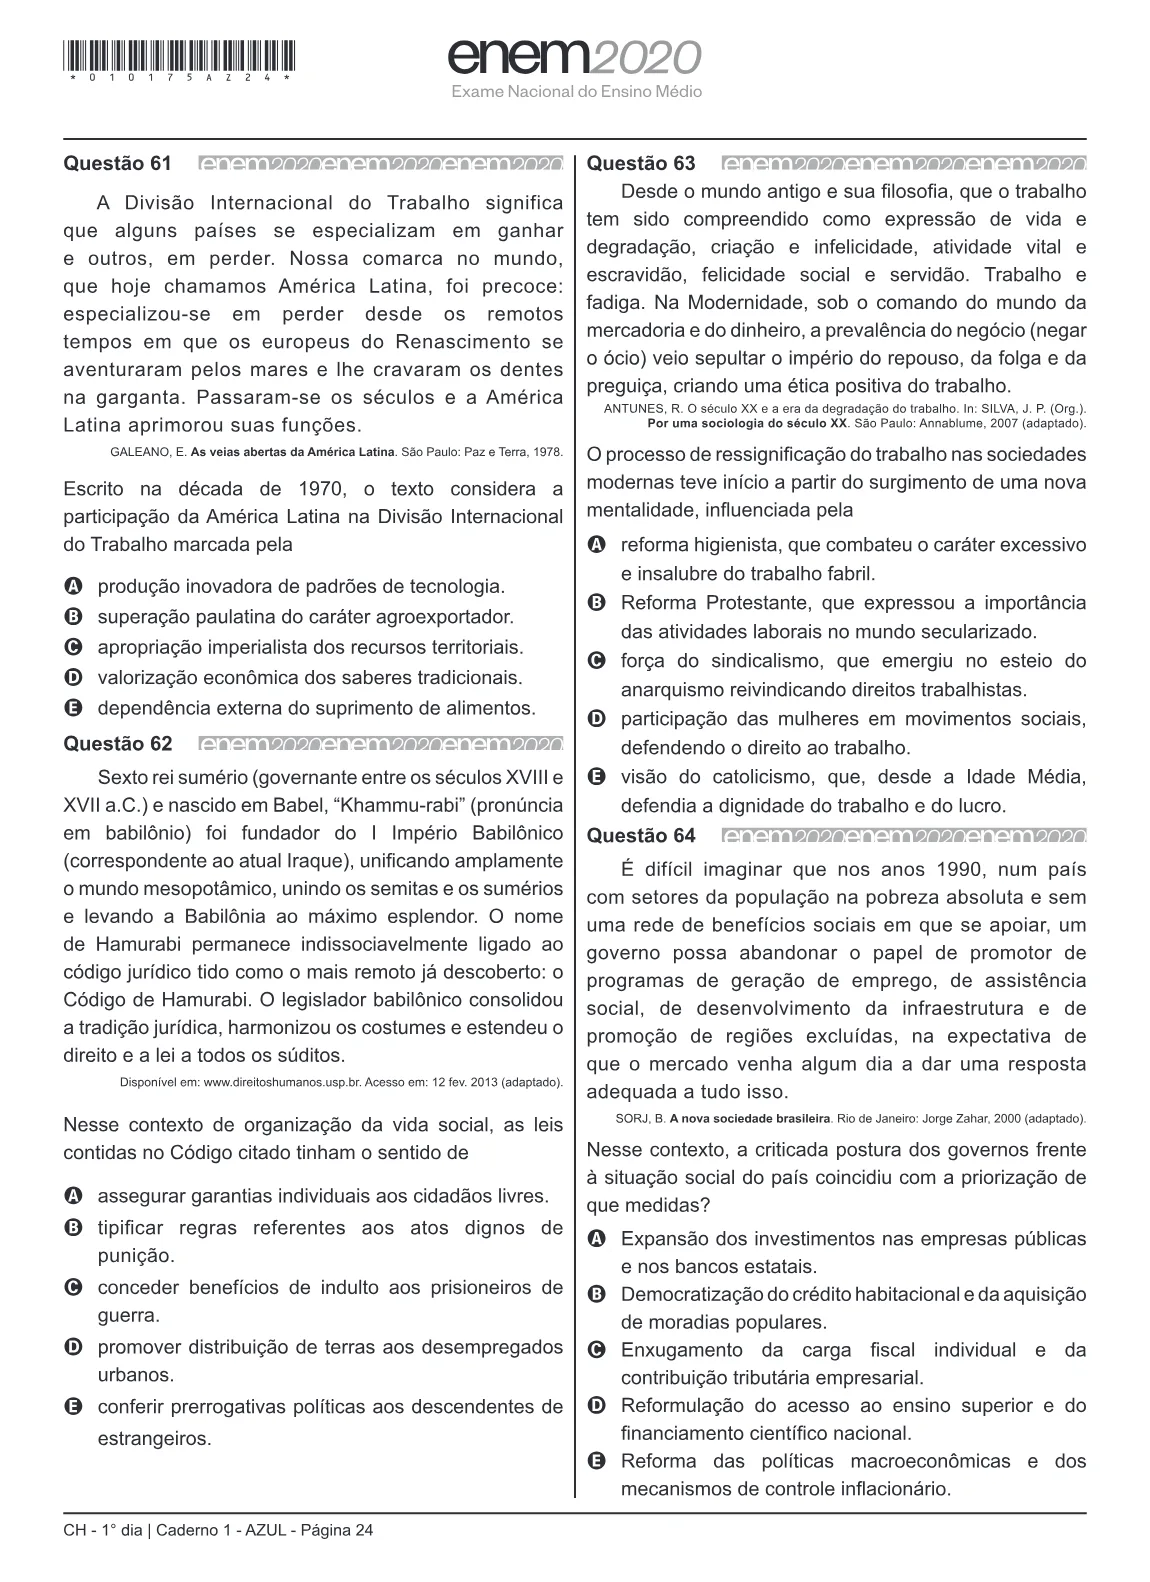 *010175AZ24*
enem2020
Exame Nacional do Ensino Médio
Questão 61 enem2020enem2020enem2020
A Divisão Internacional do Trabalho significa
que alguns países se especializam em ganhar
e outros, em perder. Nossa comarca no mundo,
que hoje chamamos América Latina, foi precoce:
especializou-se em perder desde os remotos
tempos em que os europeus do Renascimento se
aventuraram pelos mares e lhe cravaram os dentes
na garganta. Passaram-se os séculos e a América
Latina aprimorou suas funções.
GALEANO, E. As veias abertas da América Latina. São Paulo: Paz e Terra, 1978.
Escrito na década de 1970, o texto considera a
participação da América Latina na Divisão Internacional
do Trabalho marcada pela
A produção inovadora de padrões de tecnologia.
B superação paulatina do caráter agroexportador.
C apropriação imperialista dos recursos territoriais.
D valorização econômica dos saberes tradicionais.
E dependência externa do suprimento de alimentos.
Questão 62 enem2020enem2020enem2020
Sexto rei sumério (governante entre os séculos XVIII e
XVII a.C.) e nascido em Babel, “Khammu-rabi” (pronúncia
em babilônio) foi fundador do I Império Babilônico
(correspondente ao atual Iraque), unificando amplamente
o mundo mesopotâmico, unindo os semitas e os sumérios
e levando a Babilônia ao máximo esplendor. O nome
de Hamurabi permanece indissociavelmente ligado ao
código jurídico tido como o mais remoto já descoberto: o
Código de Hamurabi. O legislador babilônico consolidou
a tradição jurídica, harmonizou os costumes e estendeu o
direito e a lei a todos os súditos.
Disponível em: www.direitoshumanos.usp.br. Acesso em: 12 fev. 2013 (adaptado).
Nesse contexto de organização da vida social, as leis
contidas no Código citado tinham o sentido de
A assegurar garantias individuais aos cidadãos livres.
B tipificar regras referentes aos atos dignos de
punição.
C conceder benefícios de indulto aos prisioneiros de
guerra.
D promover distribuição de terras aos desempregados
urbanos.
E conferir prerrogativas políticas aos descendentes de
estrangeiros.
Questão 63 enem2020enem2020enem2020
Desde o mundo antigo e sua filosofia, que o trabalho
tem sido compreendido como expressão de vida e
degradação, criação e infelicidade, atividade vital e
escravidão, felicidade social e servidão. Trabalho e
fadiga. Na Modernidade, sob o comando do mundo da
mercadoria e do dinheiro, a prevalência do negócio (negar
o ócio) veio sepultar o império do repouso, da folga e da
preguiça, criando uma ética positiva do trabalho.
ANTUNES, R. O século XX e a era da degradação do trabalho. In: SILVA, J. P. (Org.).
Por uma sociologia do século XX. São Paulo: Annablume, 2007 (adaptado).
O processo de ressignificação do trabalho nas sociedades
modernas teve início a partir do surgimento de uma nova
mentalidade, influenciada pela
A reforma higienista, que combateu o caráter excessivo
e insalubre do trabalho fabril.
B Reforma Protestante, que expressou a importância
das atividades laborais no mundo secularizado.
C força do sindicalismo, que emergiu no esteio do
anarquismo reivindicando direitos trabalhistas.
D participação das mulheres em movimentos sociais,
defendendo o direito ao trabalho.
E visão do catolicismo, que, desde a Idade Média,
defendia a dignidade do trabalho e do lucro.
Questão 64 enem2020enem2020enem2020
É difícil imaginar que nos anos 1990, num país
com setores da população na pobreza absoluta e sem
uma rede de benefícios sociais em que se apoiar, um
governo possa abandonar o papel de promotor de
programas de geração de emprego, de assistência
social, de desenvolvimento da infraestrutura e de
promoção de regiões excluídas, na expectativa de
que o mercado venha algum dia a dar uma resposta
adequada a tudo isso.
SORJ, B. A nova sociedade brasileira. Rio de Janeiro: Jorge Zahar, 2000 (adaptado).
Nesse contexto, a criticada postura dos governos frente
à situação social do país coincidiu com a priorização de
que medidas?
A Expansão dos investimentos nas empresas públicas
e nos bancos estatais.
B Democratização do crédito habitacional e da aquisição
de moradias populares.
C Enxugamento da carga fiscal individual e da
contribuição tributária empresarial.
D Reformulação do acesso ao ensino superior e do
financiamento científico nacional.
E Reforma das políticas macroeconômicas e dos
mecanismos de controle inflacionário.
CH - 1° dia | Caderno 1 - AZUL - Página 24